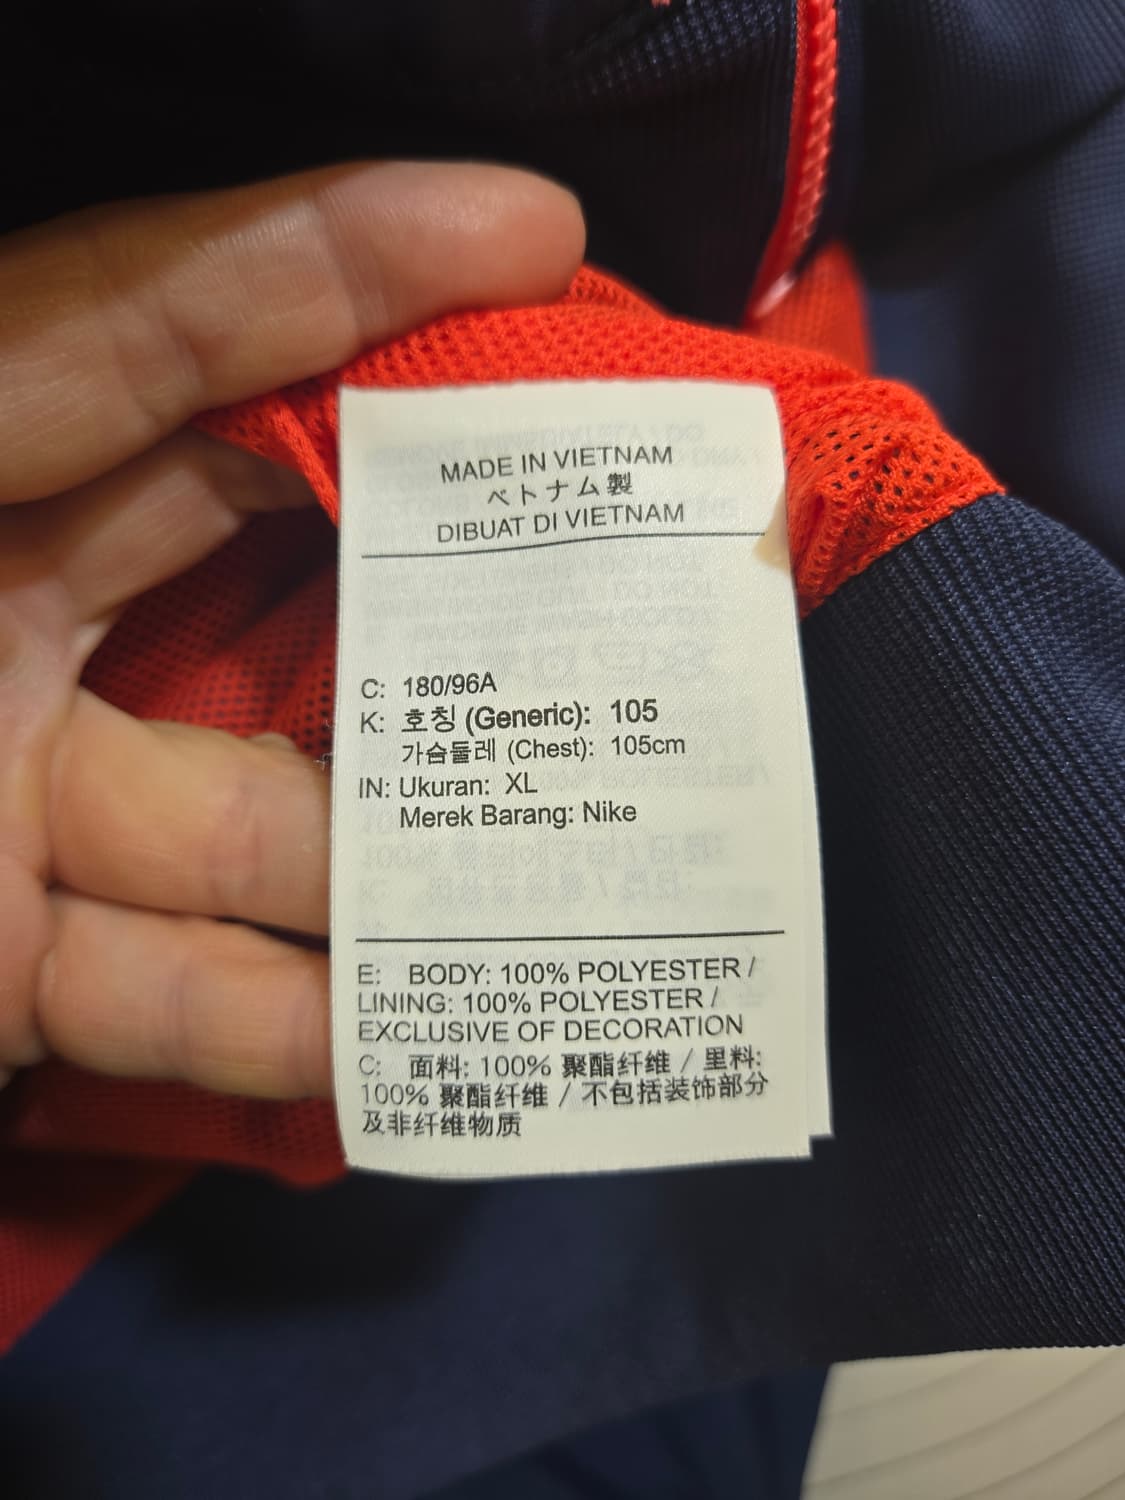 MADE IN VIETNAM
ベトナム製
DIBUAT DI VIETNAM
C: 180/96A
K: 호칭 (Generic): 105
가슴둘레 (Chest): 105cm
IN: Ukuran: XL
Merek Barang: Nike
E: BODY: 100% POLYESTER /
LINING: 100% POLYESTER /
EXCLUSIVE OF DECORATION
C: 面料: 100% 聚酯纤维 / 里料:
100% 聚酯纤维 / 不包括装饰部分
及非纤维物质